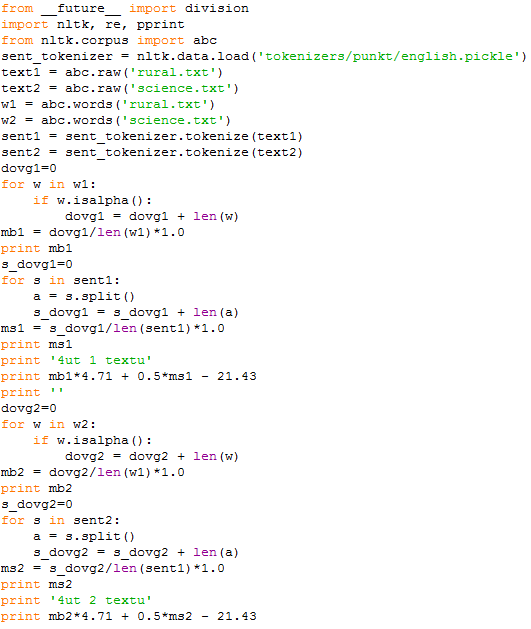 from __future__ import division
import nltk, re, pprint
from nltk.corpus import abc
sent_tokenizer = nltk.data.load('tokenizers/punkt/english.pickle')
text1 = abc.raw('rural.txt')
text2 = abc.raw('science.txt')
w1 = abc.words('rural.txt')
w2 = abc.words('science.txt')
sent1 = sent_tokenizer.tokenize(text1)
sent2 = sent_tokenizer.tokenize(text2)
dovg1=0
for w in w1:
    if w.isalpha():
        dovg1 = dovg1 + len(w)
mb1 = dovg1/len(w1)*1.0
print mb1
s_dovg1=0
for s in sent1:
    a = s.split()
    s_dovg1 = s_dovg1 + len(a)
ms1 = s_dovg1/len(sent1)*1.0
print ms1
print '4ut 1 textu'
print mb1*4.71 + 0.5*ms1 - 21.43
print ''
dovg2=0
for w in w2:
    if w.isalpha():
        dovg2 = dovg2 + len(w)
mb2 = dovg2/len(w1)*1.0
print mb2
s_dovg2=0
for s in sent2:
    a = s.split()
    s_dovg2 = s_dovg2 + len(a)
ms2 = s_dovg2/len(sent1)*1.0
print ms2
print '4ut 2 textu'
print mb2*4.71 + 0.5*ms2 - 21.43